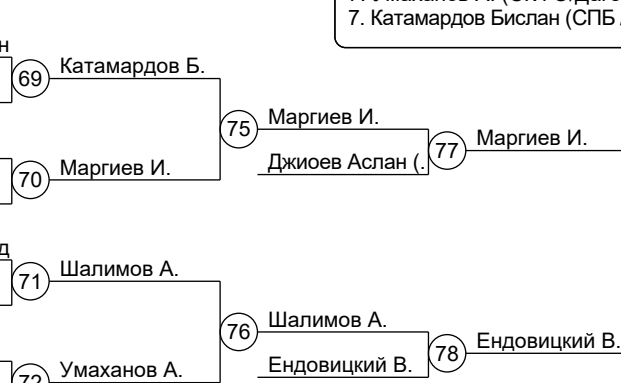 7. Катамардов Бислан (СПБ
н
69 Катамардов Б.
75 Маргиев И.
77 Маргиев И.
Джиоев Аслан (.
70 Маргиев И.
д
71 Шалимов А.
76 Шалимов А.
78 Ендовицкий В.
Ендовицкий В.
72 Умаханов А.